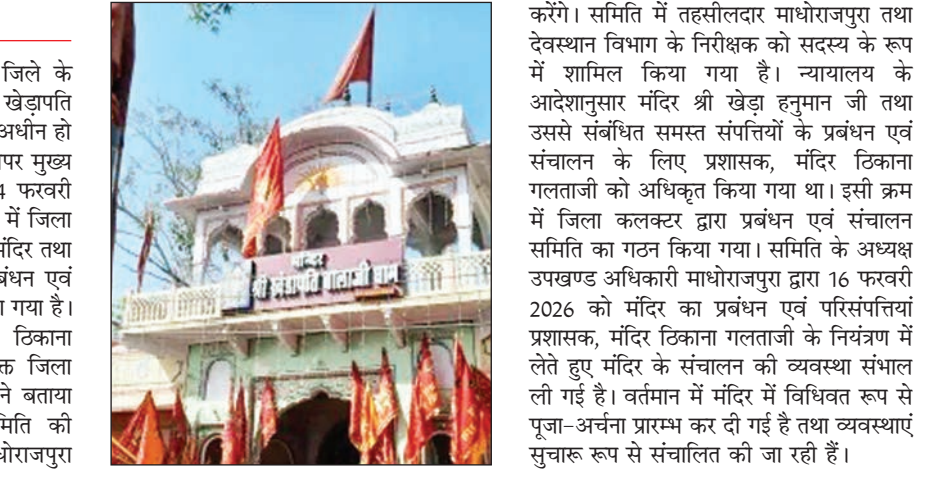 जिले के
खेड़ापति
अधीन हो
पर मुख्य
4 फरवरी
में जिला
मंदिर तथा
बंधन एवं
गया है।
ठिकाना
जिला
ने बताया
मिति की
धोराजपुरा
मन्दिर
श्री खेड़ापति बालाजी धाम
करेंगे। समिति में तहसीलदार माधोराजपुरा तथा
देवस्थान विभाग के निरीक्षक को सदस्य के रूप
में शामिल किया गया है। न्यायालय के
आदेशानुसार मंदिर श्री खेड़ा हनुमान जी तथा
उससे संबंधित समस्त संपत्तियों के प्रबंधन एवं
संचालन के लिए प्रशासक, मंदिर ठिकाना
गलताजी को अधिकृत किया गया था। इसी क्रम
में जिला कलक्टर द्वारा प्रबंधन एवं संचालन
समिति का गठन किया गया। समिति के अध्यक्ष
उपखण्ड अधिकारी माधोराजपुरा द्वारा 16 फरवरी
2026 को मंदिर का प्रबंधन एवं परिसंपत्तियां
प्रशासक, मंदिर ठिकाना गलताजी के नियंत्रण में
लेते हुए मंदिर के संचालन की व्यवस्था संभाल
ली गई है। वर्तमान में मंदिर में विधिवत रूप से
पूजा-अर्चना प्रारम्भ कर दी गई है तथा व्यवस्थाएं
सुचारू रूप से संचालित की जा रही हैं।